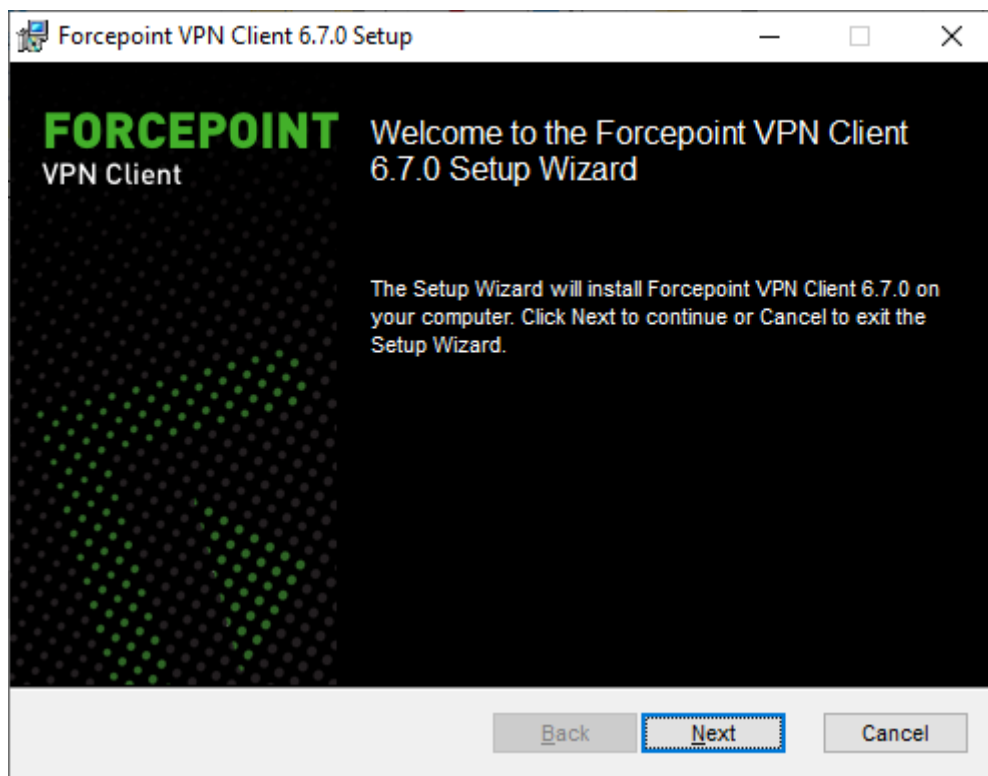 Forcepoint VPN Client 6.7.0 Setup
FORCEPOINT
VPN Client
Welcome to the Forcepoint VPN Client
6.7.0 Setup Wizard
The Setup Wizard will install Forcepoint VPN Client 6.7.0 on
your computer. Click Next to continue or Cancel to exit the
Setup Wizard.
Back
Next
Cancel